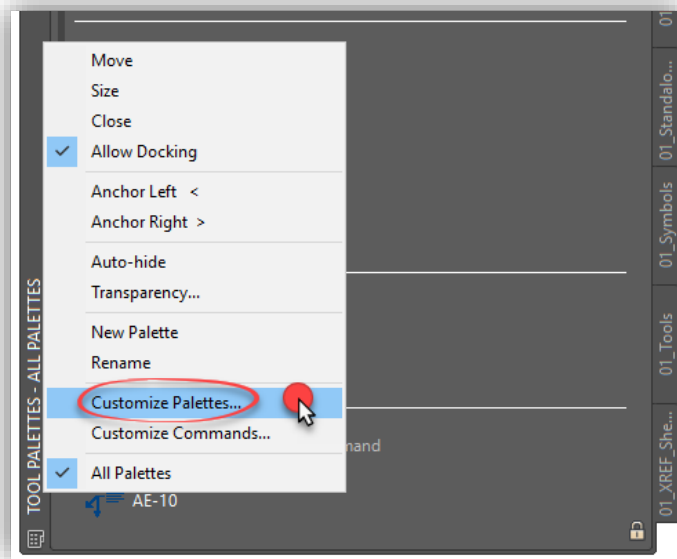 Move
Size
Close
Allow Docking
Anchor Left <
Anchor Right >
Auto-hide
Transparency...
New Palette
Rename
Customize Palettes...
Customize Commands...
All Palettes
AE-10
TOOL PALETTES - ALL PALETTES
01_Standalo...
01_Symbols
01_Tools
01_XREF_She...